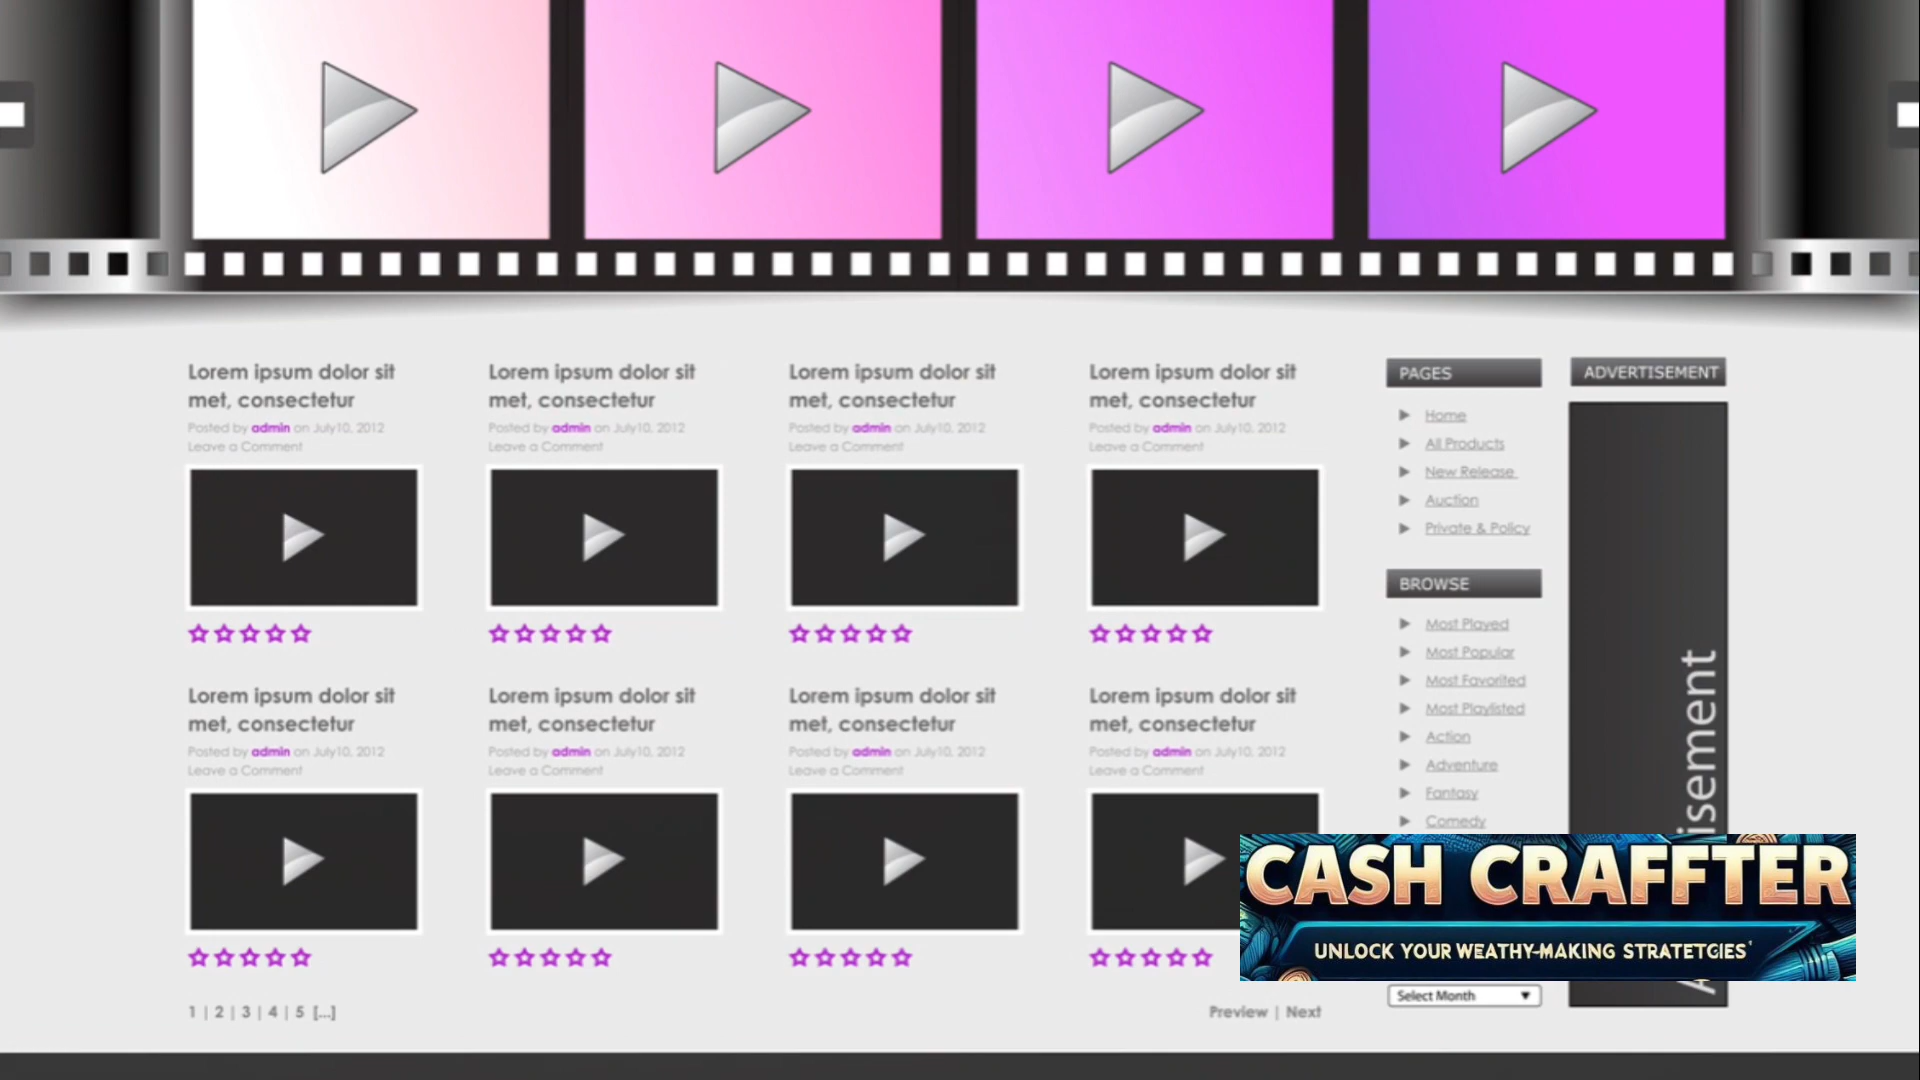 Lorem ipsum dolor sit
met, consectetur
Posted by admin on July10, 2012
Leave a Comment
Lorem ipsum dolor sit
met, consectetur
Posted by admin on July10, 2012
Leave a Comment
Lorem ipsum dolor sit
met, consectetur
Posted by admin on July10, 2012
Leave a Comment
Lorem ipsum dolor sit
met, consectetur
Posted by admin on July10, 2012
Leave a Comment
Lorem ipsum dolor sit
met, consectetur
Posted by admin on July10, 2012
Leave a Comment
Lorem ipsum dolor sit
met, consectetur
Posted by admin on July10, 2012
Leave a Comment
Lorem ipsum dolor sit
met, consectetur
Posted by admin on July10, 2012
Leave a Comment
Lorem ipsum dolor sit
met, consectetur
Posted by admin on July10, 2012
Leave a Comment
1 | 2 | 3 | 4 | 5 [...]
Preview | Next
PAGES
Home
All Products
New Release
Auction
Private & Policy
BROWSE
Most Played
Most Popular
Most Favorited
Most Playlisted
Action
Adventure
Fantasy
Comedy
Select Month
ADVERTISEMENT
CASH CRAFFTER
UNLOCK YOUR WEATHY-MAKING STRATETGIES'